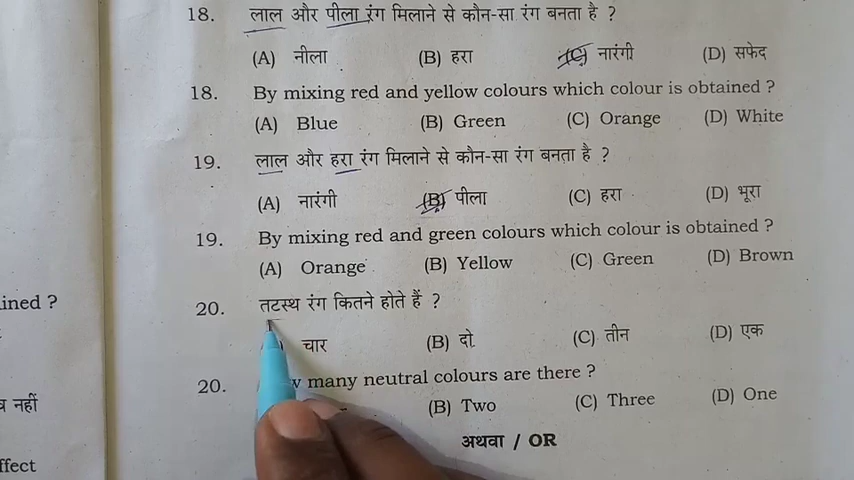 18. लाल और पीला रंग मिलाने से कौन-सा रंग बनता है ?
(A) नीला (B) हरा (C) नारंगी (D) सफेद
18. By mixing red and yellow colours which colour is obtained ?
(A) Blue (B) Green (C) Orange (D) White
19. लाल और हरा रंग मिलाने से कौन-सा रंग बनता है ?
(A) नारंगी (B) पीला (C) हरा (D) भूरा
19. By mixing red and green colours which colour is obtained ?
(A) Orange (B) Yellow (C) Green (D) Brown
20. तटस्थ रंग कितने होते हैं ?
चार (B) दो (C) तीन (D) एक
20. many neutral colours are there ?
(B) Two (C) Three (D) One
अथवा / OR
ined ?
नहीं
ffect